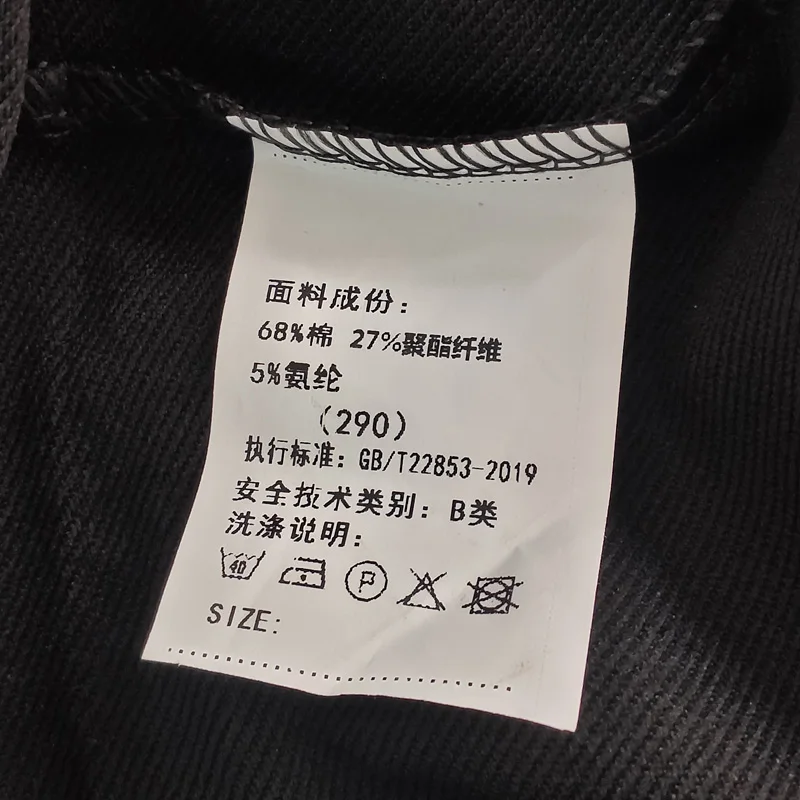 面料成份：
68%棉 27%聚酯纤维
5%氨纶
（290）
执行标准：GB/T22853-2019
安全技术类别：B类
洗涤说明：
40 P
SIZE: